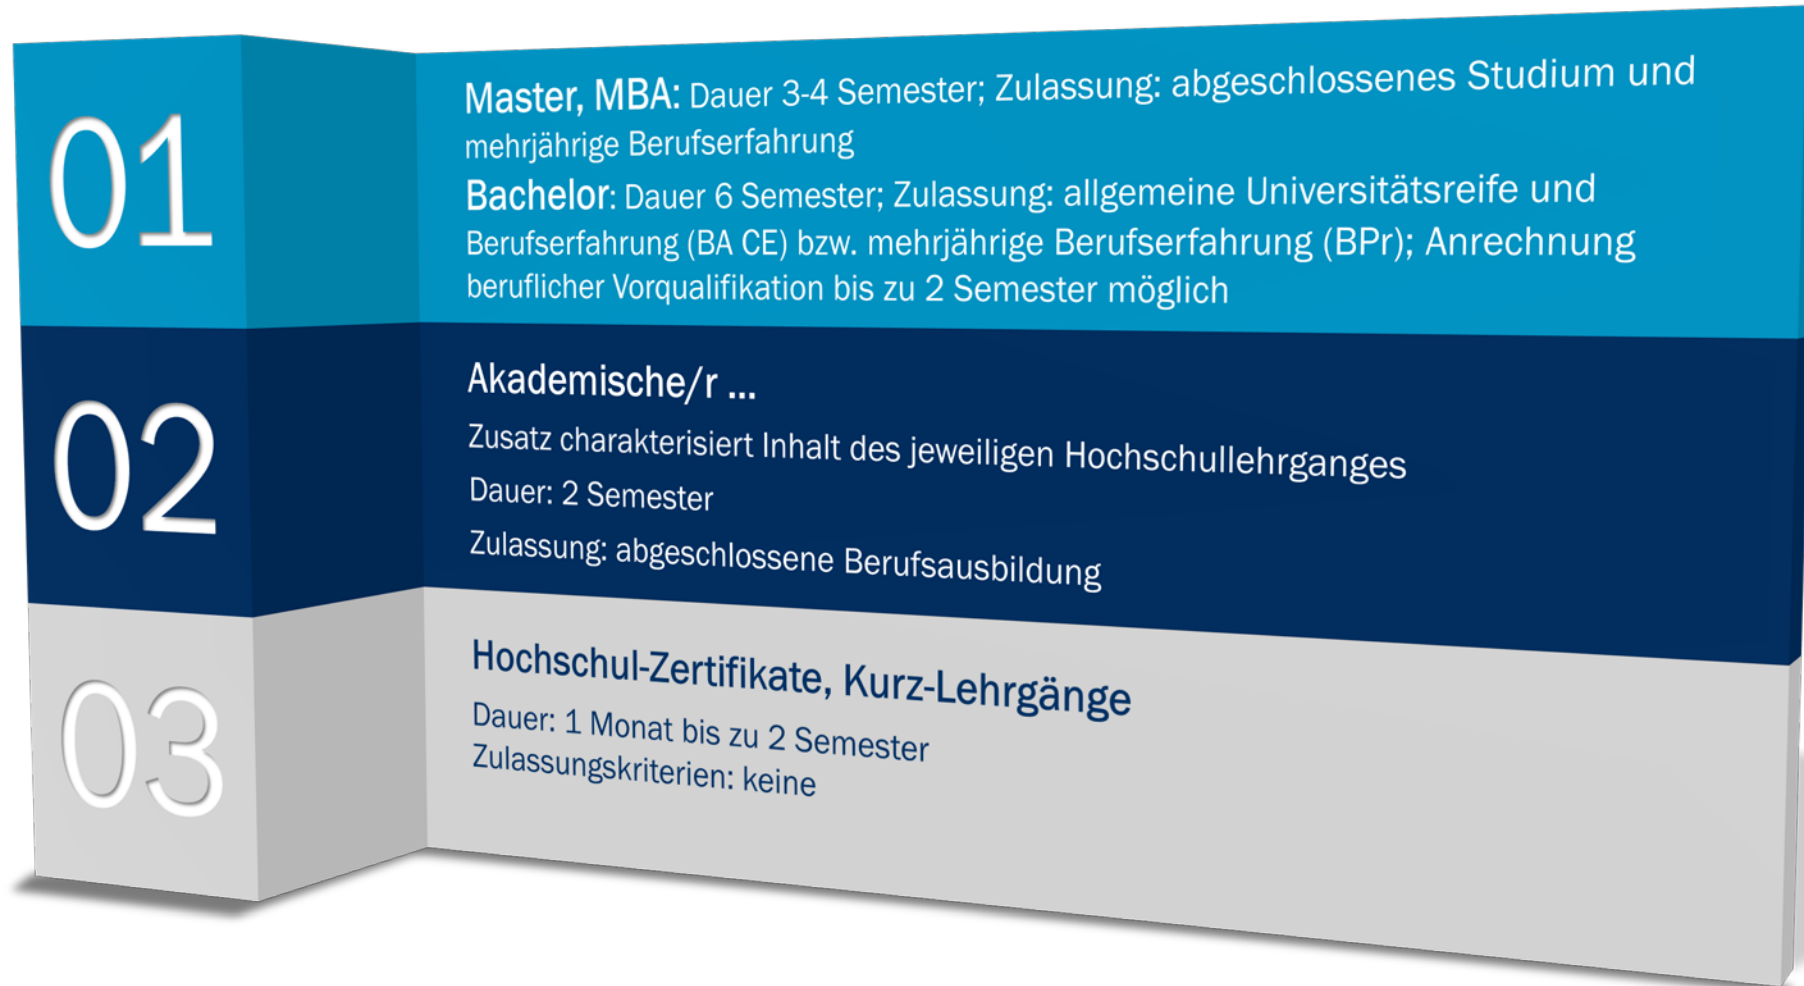 01
Master, MBA: Dauer 3-4 Semester; Zulassung: abgeschlossenes Studium und
mehrjährige Berufserfahrung
Bachelor: Dauer 6 Semester; Zulassung: allgemeine Universitätsreife und
Berufserfahrung (BA CE) bzw. mehrjährige Berufserfahrung (BPr); Anrechnung
beruflicher Vorqualifikation bis zu 2 Semester möglich
02
Akademische/r ...
Zusatz charakterisiert Inhalt des jeweiligen Hochschullehrganges
Dauer: 2 Semester
Zulassung: abgeschlossene Berufsausbildung
03
Hochschul-Zertifikate, Kurz-Lehrgänge
Dauer: 1 Monat bis zu 2 Semester
Zulassungskriterien: keine